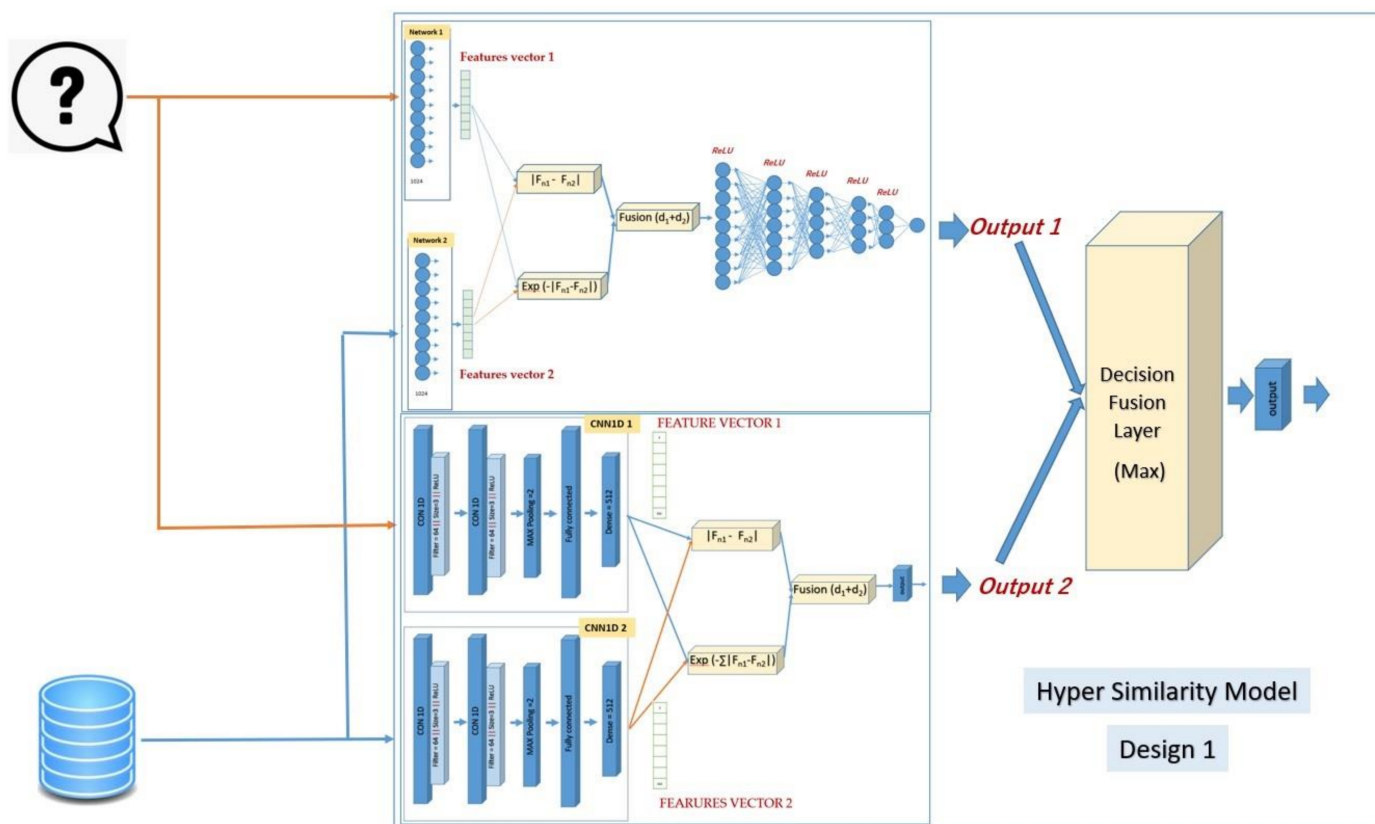 ?
Network 1
Features vector 1
1024
|Fn1 - Fn2|
Exp (-|Fn1-Fn2|)
Fusion (d1+d2)
ReLU
ReLU
ReLU
ReLU
ReLU
Network 2
Features vector 2
1024
Output 1
CNN1D 1
FEATURE VECTOR 1
CON 1D
Filter = 64 || Size=3 || ReLU
CON 1D
Filter = 64 || Size=3 || ReLU
MAX Pooling =2
Fully connected
Dense = 512
|Fn1 - Fn2|
Exp (-∑|Fn1-Fn2|)
Fusion (d1+d2)
output
CNN1D 2
CON 1D
Filter = 64 || Size=3 || ReLU
CON 1D
Filter = 64 || Size=3 || ReLU
MAX Pooling =2
Fully connected
Dense = 512
FEARURES VECTOR 2
Output 2
Decision
Fusion
Layer
(Max)
output
Hyper Similarity Model
Design 1